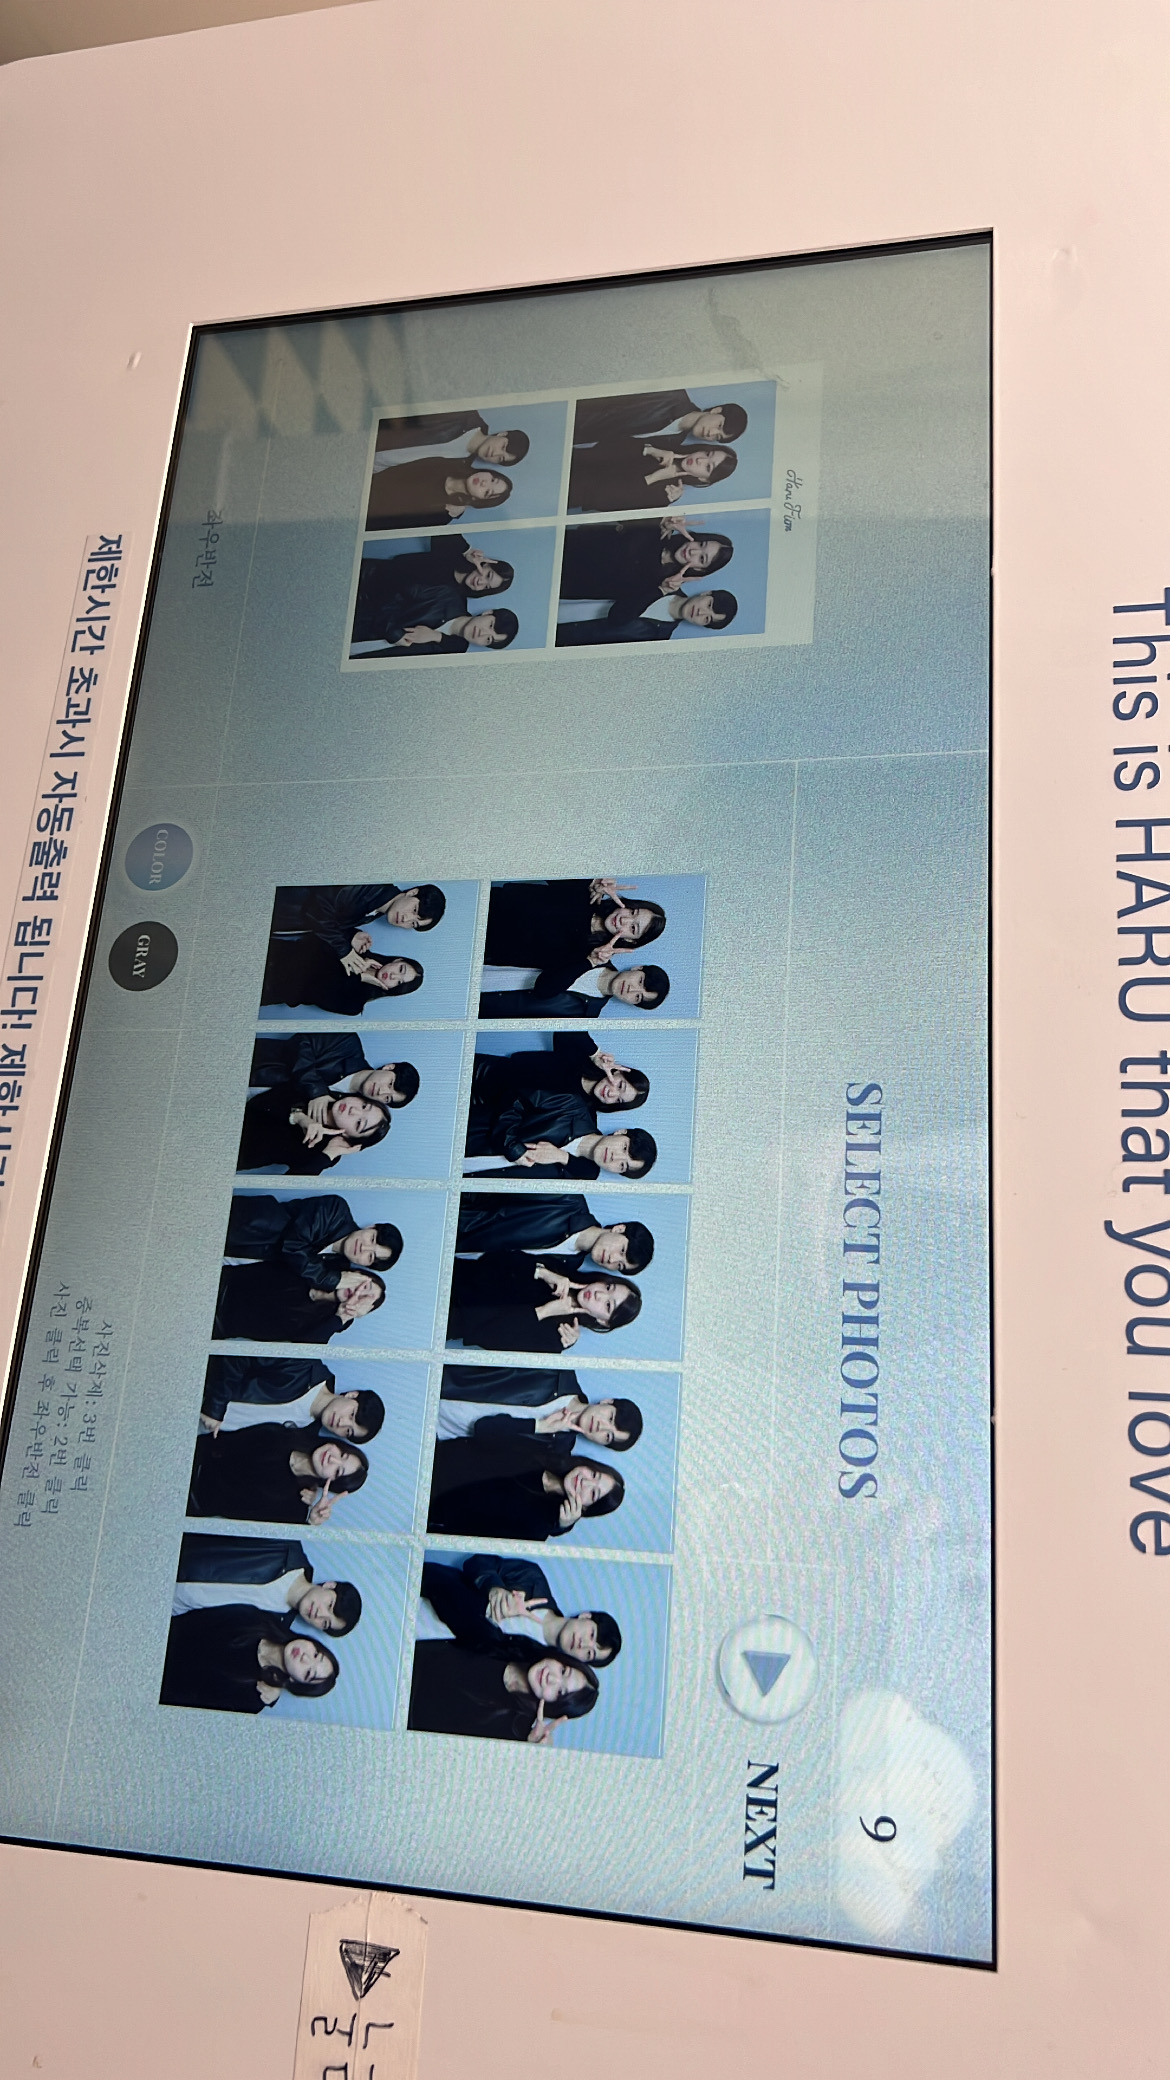 This is HARU that you love
Haru Film
SELECT PHOTOS
9
NEXT
좌우반전
COLOR
GRAY
사진삭제: 3번 클릭
중복선택 가능: 2번 클릭
사진 클릭 후 좌우반전 클릭
제한시간 초과시 자동출력 됩니다! 제한시간